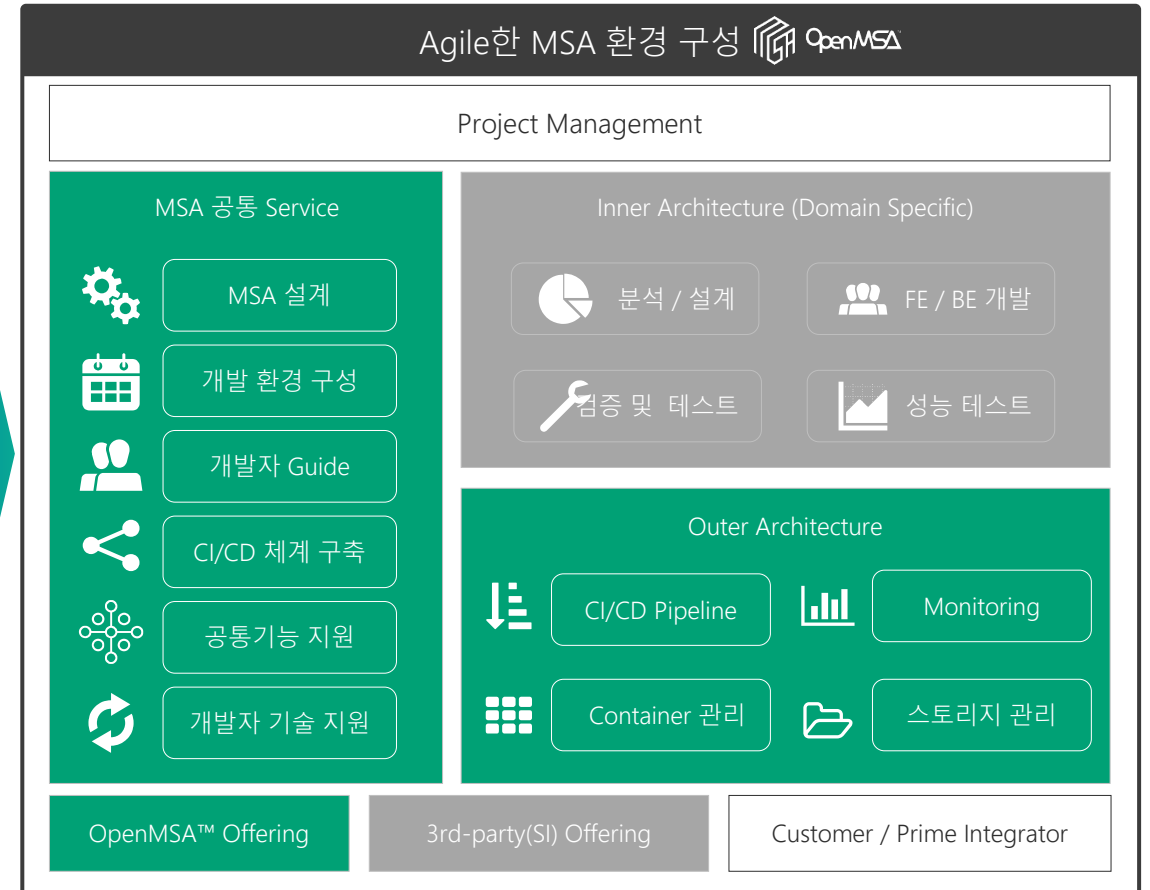 Agile한 MSA 환경 구성 OpenMSA
Project Management
MSA 공통 Service
MSA 설계
개발 환경 구성
개발자 Guide
CI/CD 체계 구축
공통기능 지원
개발자 기술 지원
Inner Architecture (Domain Specific)
분석 / 설계
FE / BE 개발
검증 및 테스트
성능 테스트
Outer Architecture
CI/CD Pipeline
Monitoring
Container 관리
스토리지 관리
OpenMSA™ Offering
3rd-party(SI) Offering
Customer / Prime Integrator